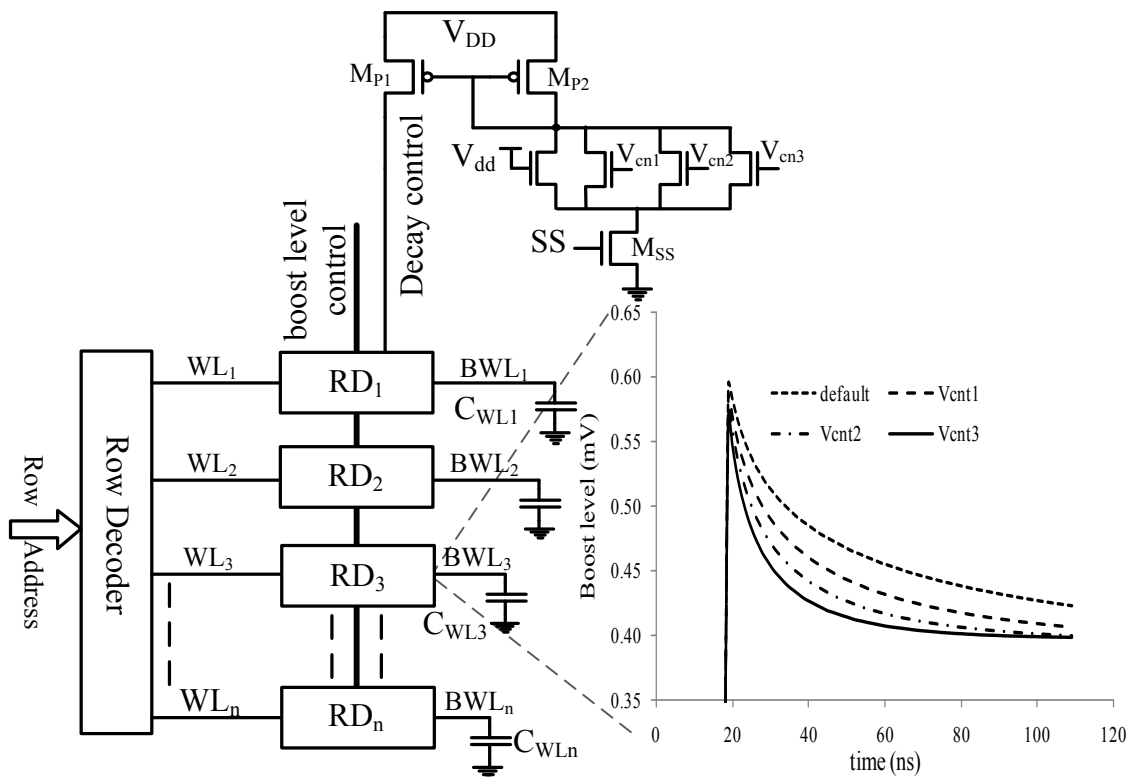 V_DD
M_P1
M_P2
V_dd
V_cn1
V_cn2
V_cn3
SS
M_SS
boost level
control
Decay control
Row
Address
Row Decoder
WL_1
RD_1
BWL_1
C_WL1
WL_2
RD_2
BWL_2
WL_3
RD_3
BWL_3
C_WL3
WL_n
RD_n
BWL_n
C_WLn
Boost level (mV)
0.65
0.60
0.55
0.50
0.45
0.40
0.35
default
Vcnt1
Vcnt2
Vcnt3
0 20 40 60 80 100 120
time (ns)